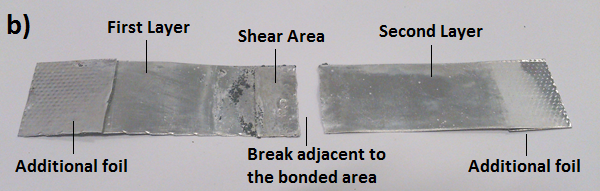 b)
First Layer
Shear Area
Second Layer
Additional foil
Break adjacent to
the bonded area
Additional foil